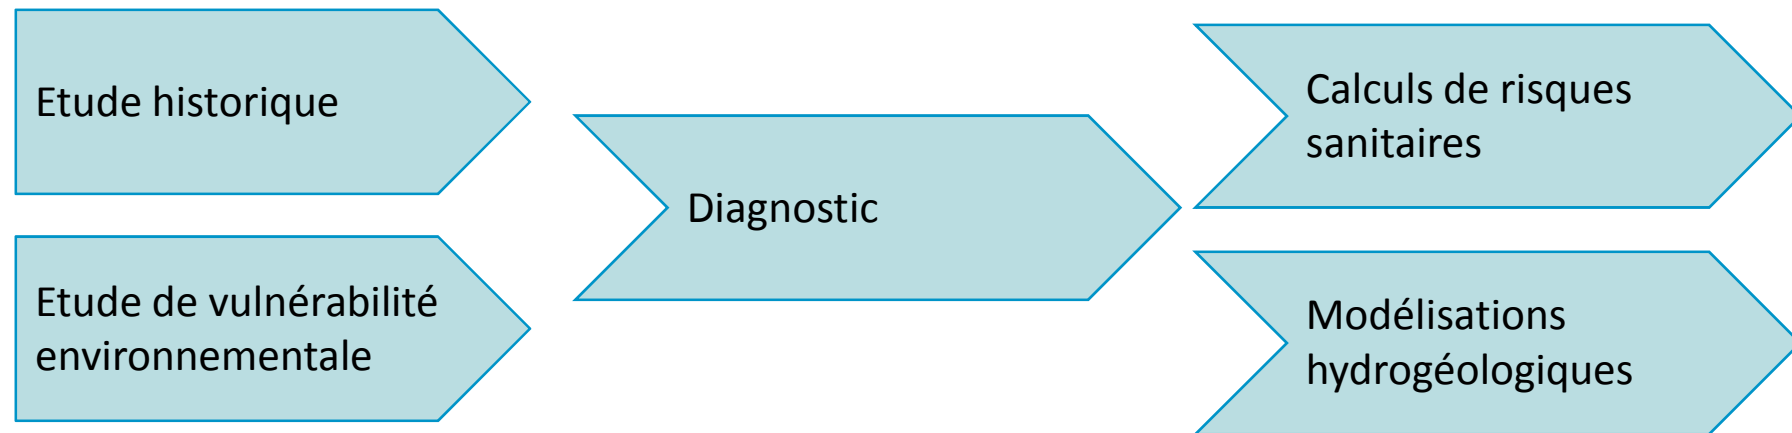 Etude historique
Etude de vulnérabilité
environnementale
Diagnostic
Calculs de risques
sanitaires
Modélisations
hydrogéologiques